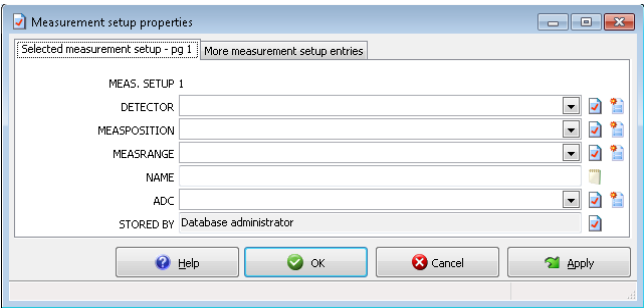 Measurement setup properties
Selected measurement setup - pg 1 More measurement setup entries
MEAS. SETUP 1
DETECTOR
MEASPOSITION
MEASRANGE
NAME
ADC
STORED BY Database administrator
Help OK Cancel Apply